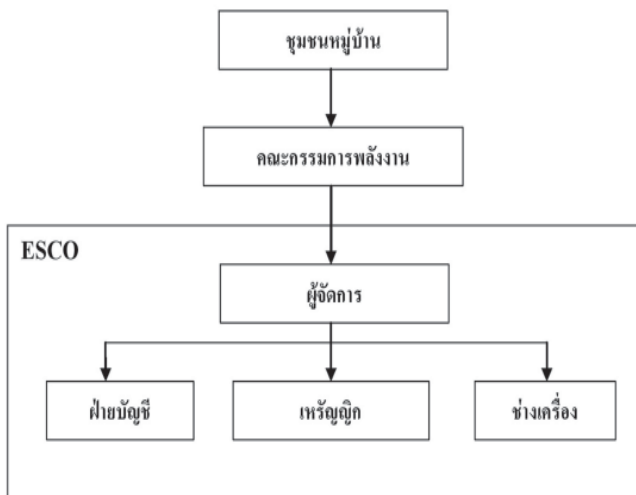 ชุมชนหมู่บ้าน
คณะกรรมการพลังงาน
ESCO
ผู้จัดการ
ฝ่ายบัญชี
เหรัญญิก
ช่างเครื่อง